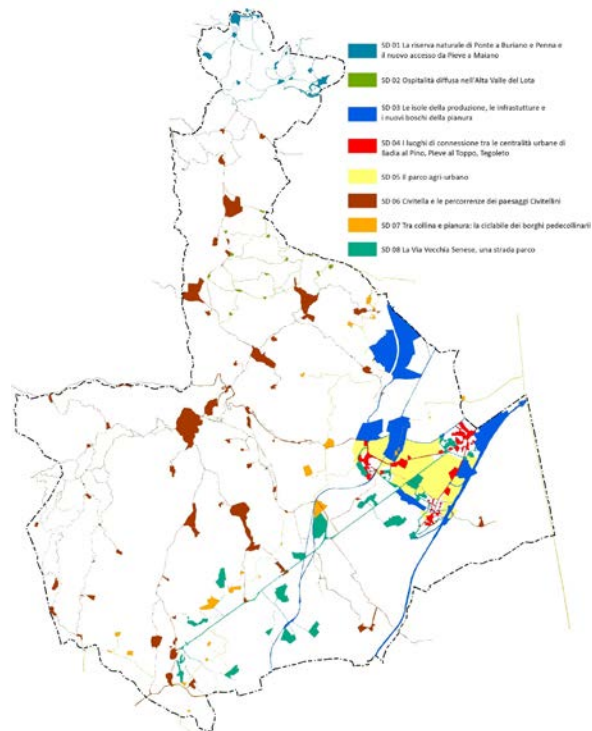 SD 01 La riserva naturale di Ponte a Buriano e Penna e
il nuovo accesso da Pieve a Maiano
SD 02 Ospitalità diffusa nell'Alta Valle del Lota
SD 03 Le isole della produzione, le infrastutture e
i nuovi boschi della pianura
SD 04 I luoghi di connessione tra le centralità urbane di
Badia al Pino, Pieve al Toppo, Tegoleto
SD 05 Il parco agri-urbano
SD 06 Civitella e le percorrenze dei paesaggi Civitellini
SD 07 Tra collina e pianura: la ciclabile dei borghi pedecollinari
SD 08 La Via Vecchia Senese, una strada parco